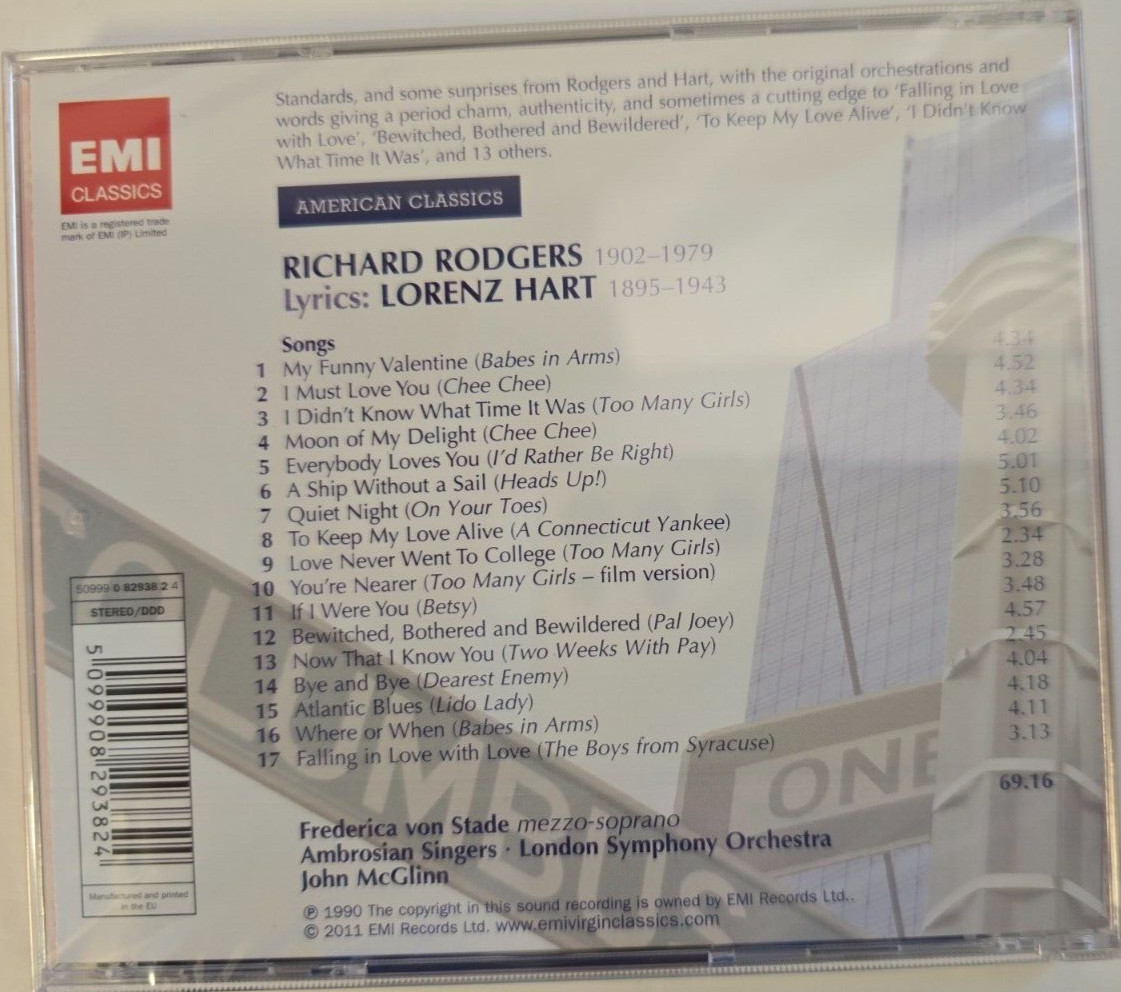 Standards, and some surprises from Rodgers and Hart, with the original orchestrations and
words giving a period charm, authenticity, and sometimes a cutting edge to 'Falling in Love
with Love', 'Bewitched, Bothered and Bewildered', 'To Keep My Love Alive', 'I Didn't Know
What Time It Was', and 13 others.
EMI
CLASSICS
EMI is a registered trade
mark of EMI (IP) Limited
AMERICAN CLASSICS
RICHARD RODGERS 1902–1979
Lyrics: LORENZ HART 1895–1943
Songs
1 My Funny Valentine (Babes in Arms) 4.34
2 I Must Love You (Chee Chee) 4.52
3 I Didn't Know What Time It Was (Too Many Girls) 4.34
4 Moon of My Delight (Chee Chee) 3.46
5 Everybody Loves You (I'd Rather Be Right) 4.02
6 A Ship Without a Sail (Heads Up!) 5.01
7 Quiet Night (On Your Toes) 5.10
8 To Keep My Love Alive (A Connecticut Yankee) 3.56
9 Love Never Went To College (Too Many Girls) 2.34
10 You're Nearer (Too Many Girls – film version) 3.28
11 If I Were You (Betsy) 3.48
12 Bewitched, Bothered and Bewildered (Pal Joey) 4.57
13 Now That I Know You (Two Weeks With Pay) 2.45
14 Bye and Bye (Dearest Enemy) 4.04
15 Atlantic Blues (Lido Lady) 4.18
16 Where or When (Babes in Arms) 4.11
17 Falling in Love with Love (The Boys from Syracuse) 3.13
69.16
50999 0 82938 2 4
STEREO/DDD
5 099908 293824
Manufactured and printed
in the EU
COLUMBUS
ONE
Frederica von Stade mezzo-soprano
Ambrosian Singers · London Symphony Orchestra
John McGlinn
℗ 1990 The copyright in this sound recording is owned by EMI Records Ltd..
© 2011 EMI Records Ltd. www.emivirginclassics.com